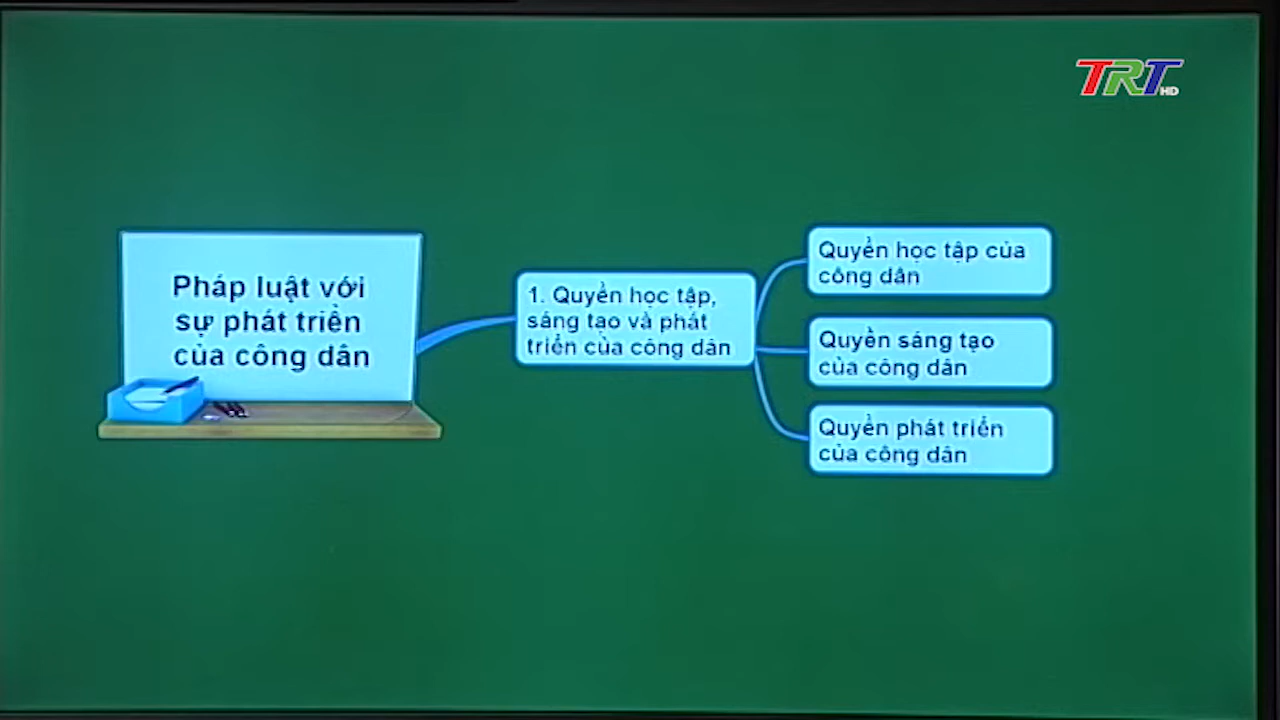 TRT HD
Pháp luật với
sự phát triển
của công dân
1. Quyền học tập,
sáng tạo và phát
triển của công dân
Quyền học tập của
công dân
Quyền sáng tạo
của công dân
Quyền phát triển
của công dân